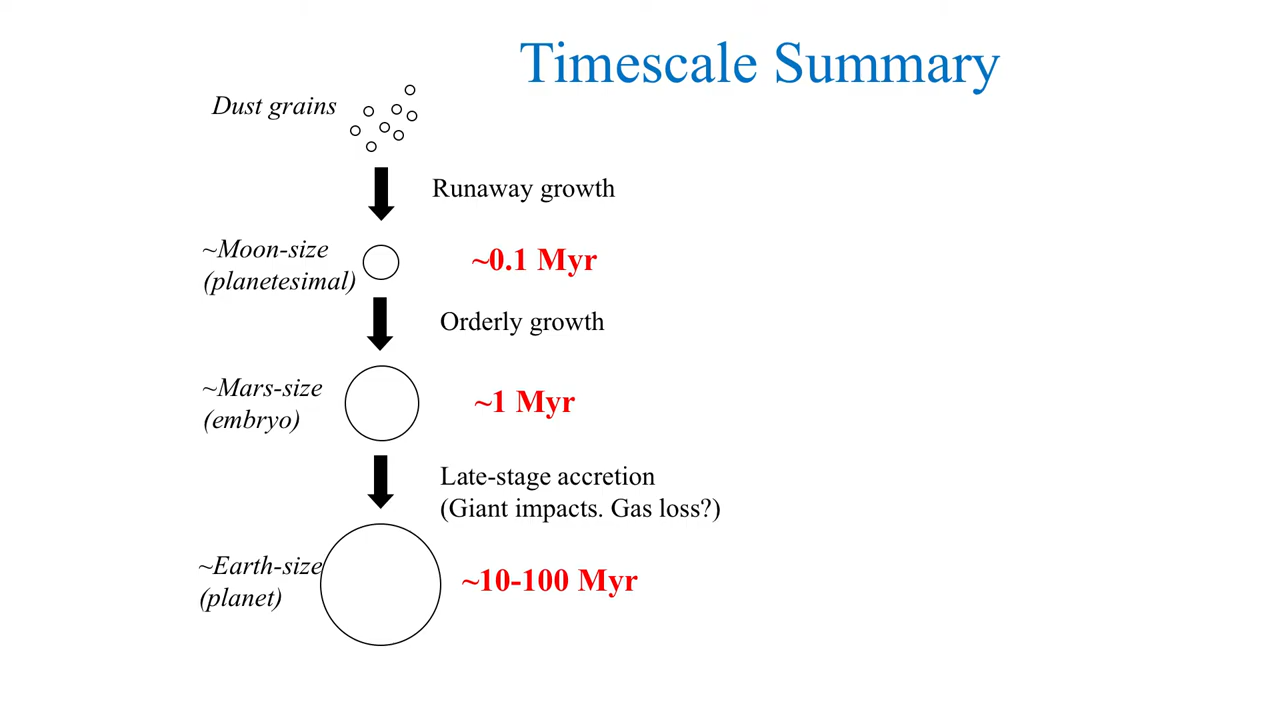 Timescale Summary
Dust grains
Runaway growth
~Moon-size
(planetesimal)
~0.1 Myr
Orderly growth
~Mars-size
(embryo)
~1 Myr
Late-stage accretion
(Giant impacts. Gas loss?)
~Earth-size
(planet)
~10-100 Myr